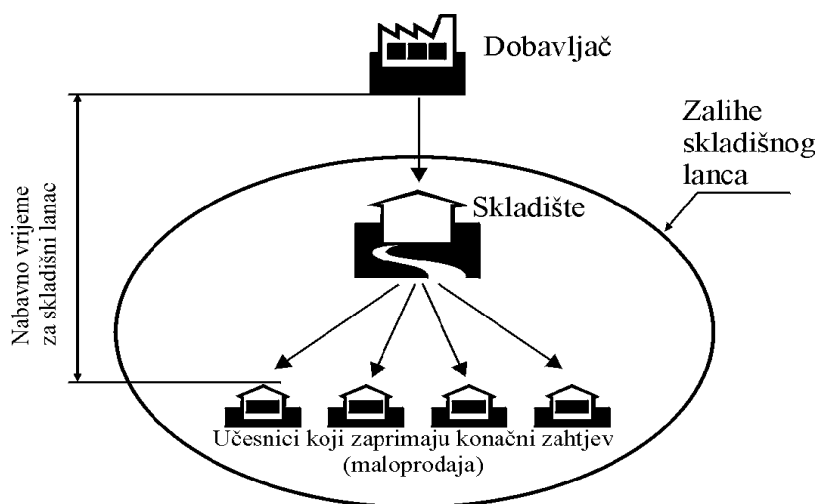 Dobavljač
Zalihe
skladišnog
lanca
Skladište
Nabavno vrijeme
za skladišni lanac
Učesnici koji zaprimaju konačni zahtjev
(maloprodaja)